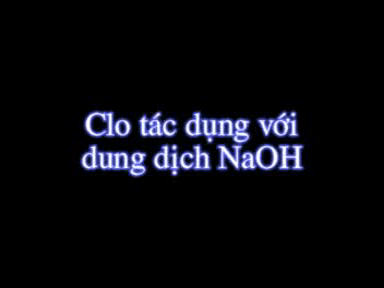 Clo tác dụng với
dung dịch NaOH